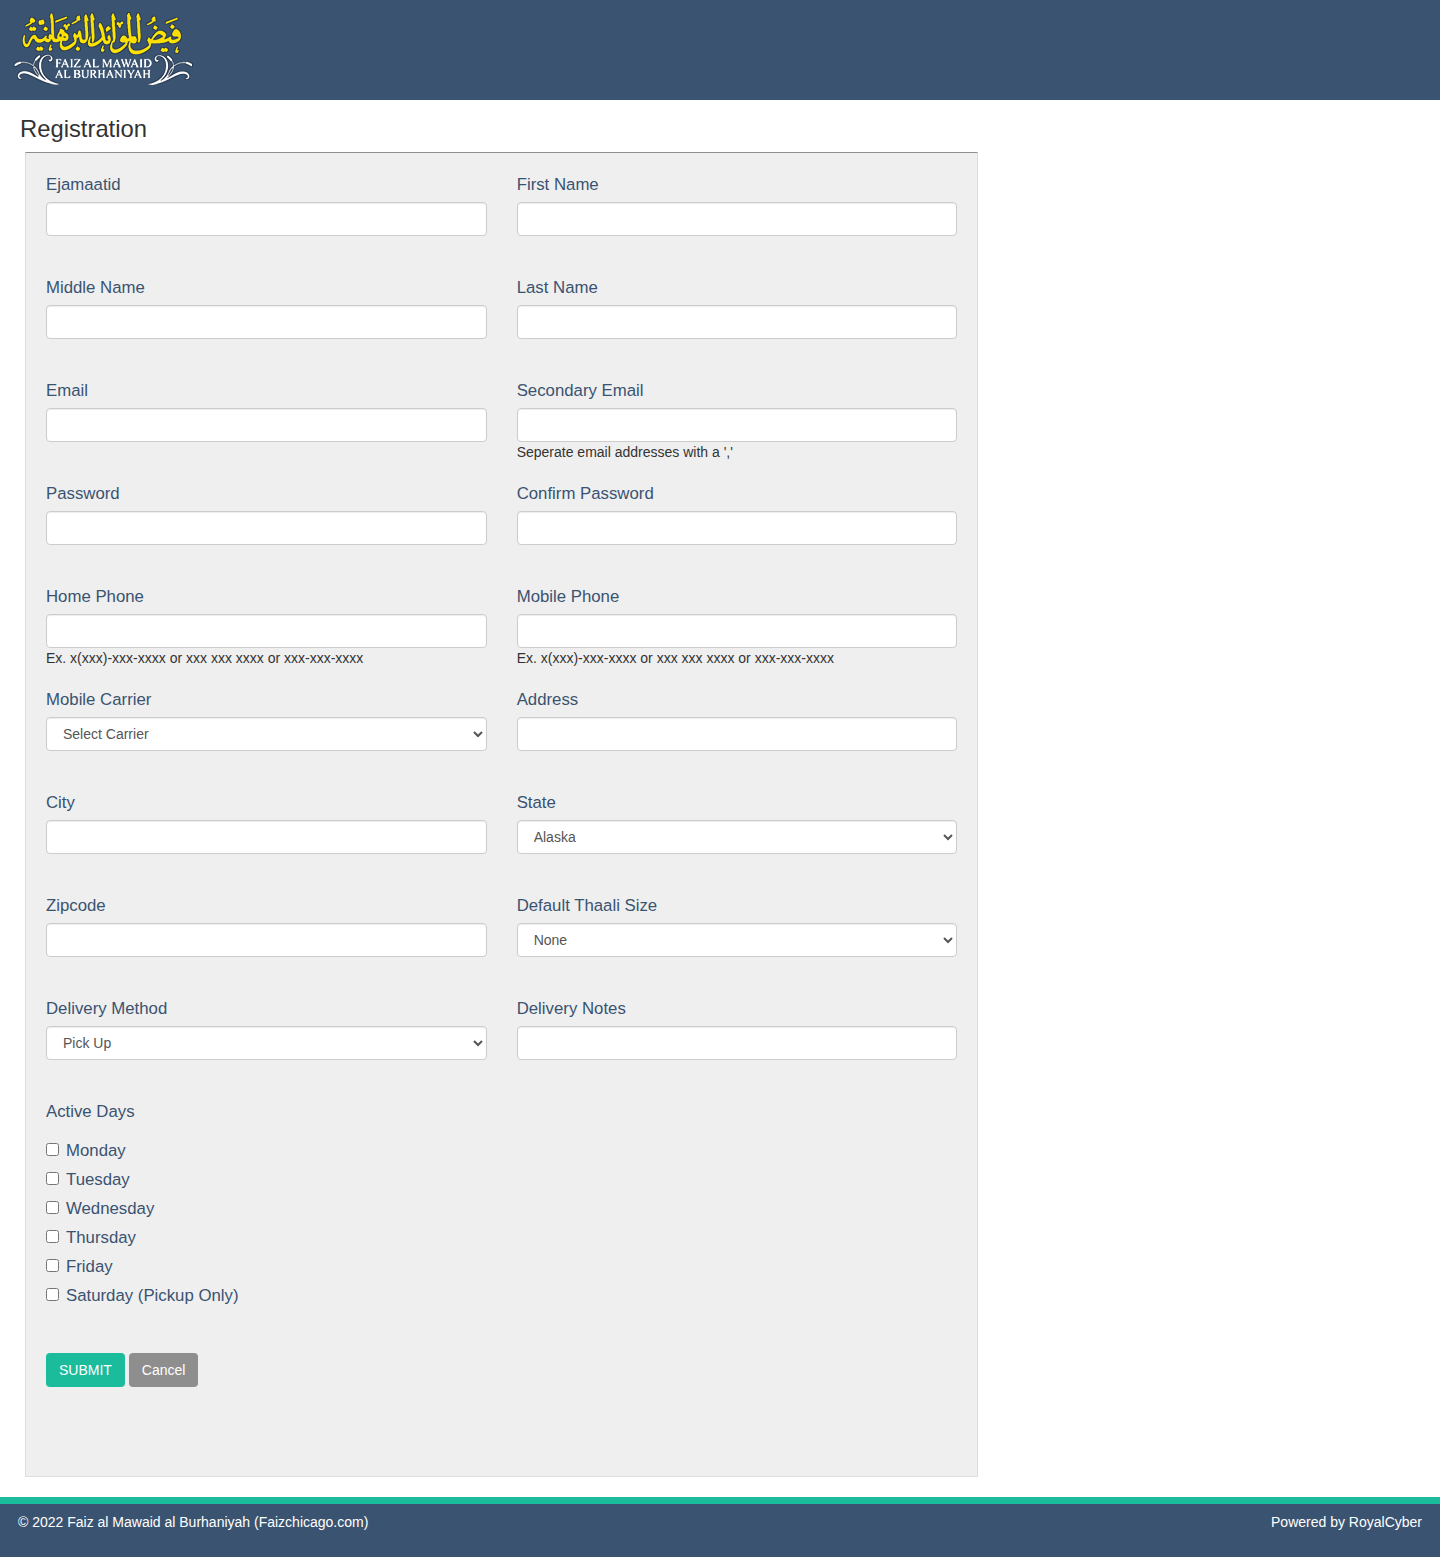 فيض الموائد البرهانية
FAIZ AL MAWAID
AL BURHANIYAH
Registration
Ejamaatid
First Name
Middle Name
Last Name
Email
Secondary Email
Seperate email addresses with a ','
Password
Confirm Password
Home Phone
Mobile Phone
Ex. x(xxx)-xxx-xxxx or xxx xxx xxxx or xxx-xxx-xxxx
Ex. x(xxx)-xxx-xxxx or xxx xxx xxxx or xxx-xxx-xxxx
Mobile Carrier
Address
Select Carrier
City
State
Alaska
Zipcode
Default Thaali Size
None
Delivery Method
Delivery Notes
Pick Up
Active Days
Monday
Tuesday
Wednesday
Thursday
Friday
Saturday (Pickup Only)
SUBMIT
Cancel
© 2022 Faiz al Mawaid al Burhaniyah (Faizchicago.com)
Powered by RoyalCyber